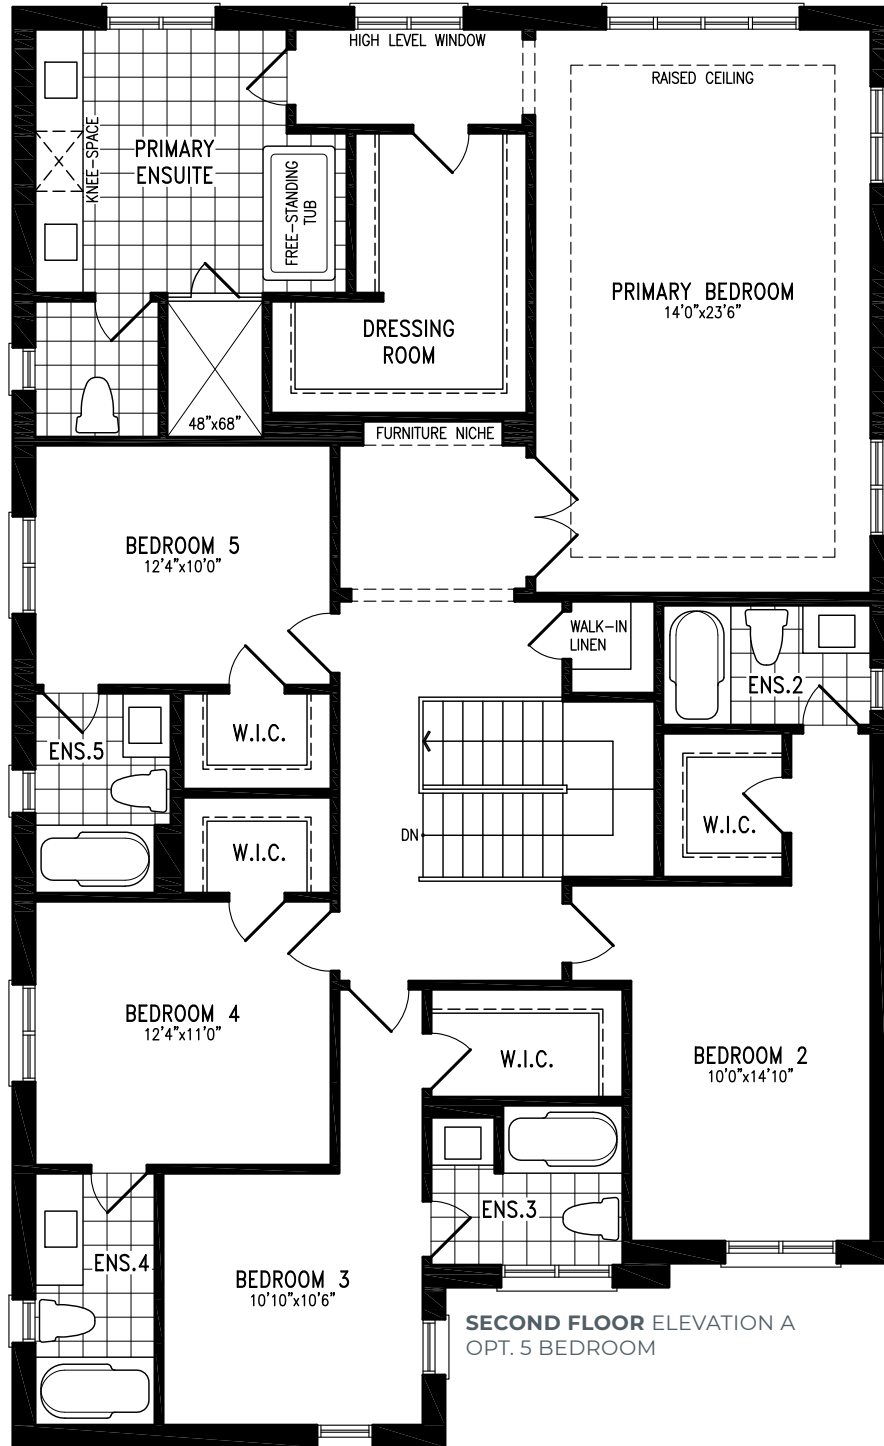 HIGH LEVEL WINDOW
RAISED CEILING
KNEE-SPACE
PRIMARY
ENSUITE
FREE-STANDING
TUB
PRIMARY BEDROOM
14'0"x23'6"
DRESSING
ROOM
48"x68"
FURNITURE NICHE
BEDROOM 5
12'4"x10'0"
WALK-IN
LINEN
ENS.2
W.I.C.
ENS.5
W.I.C.
W.I.C.
DN
BEDROOM 4
12'4"x11'0"
W.I.C.
BEDROOM 2
10'0"x14'10"
ENS.3
ENS.4
BEDROOM 3
10'10"x10'6"
SECOND FLOOR ELEVATION A
OPT. 5 BEDROOM